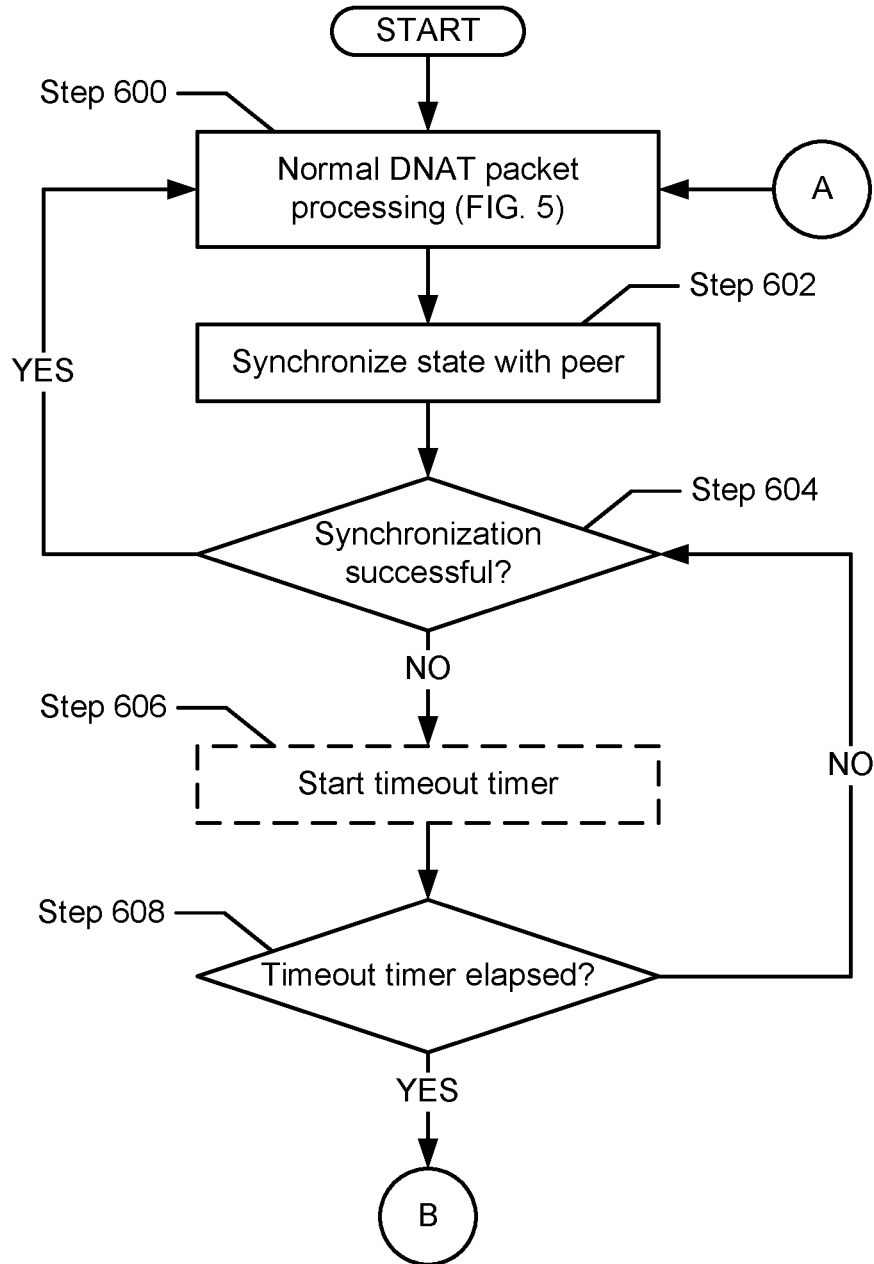 START
Step 600
Normal DNAT packet
processing (FIG. 5)
A
Step 602
Synchronize state with peer
YES
Step 604
Synchronization
successful?
NO
Step 606
Start timeout timer
NO
Step 608
Timeout timer elapsed?
YES
B